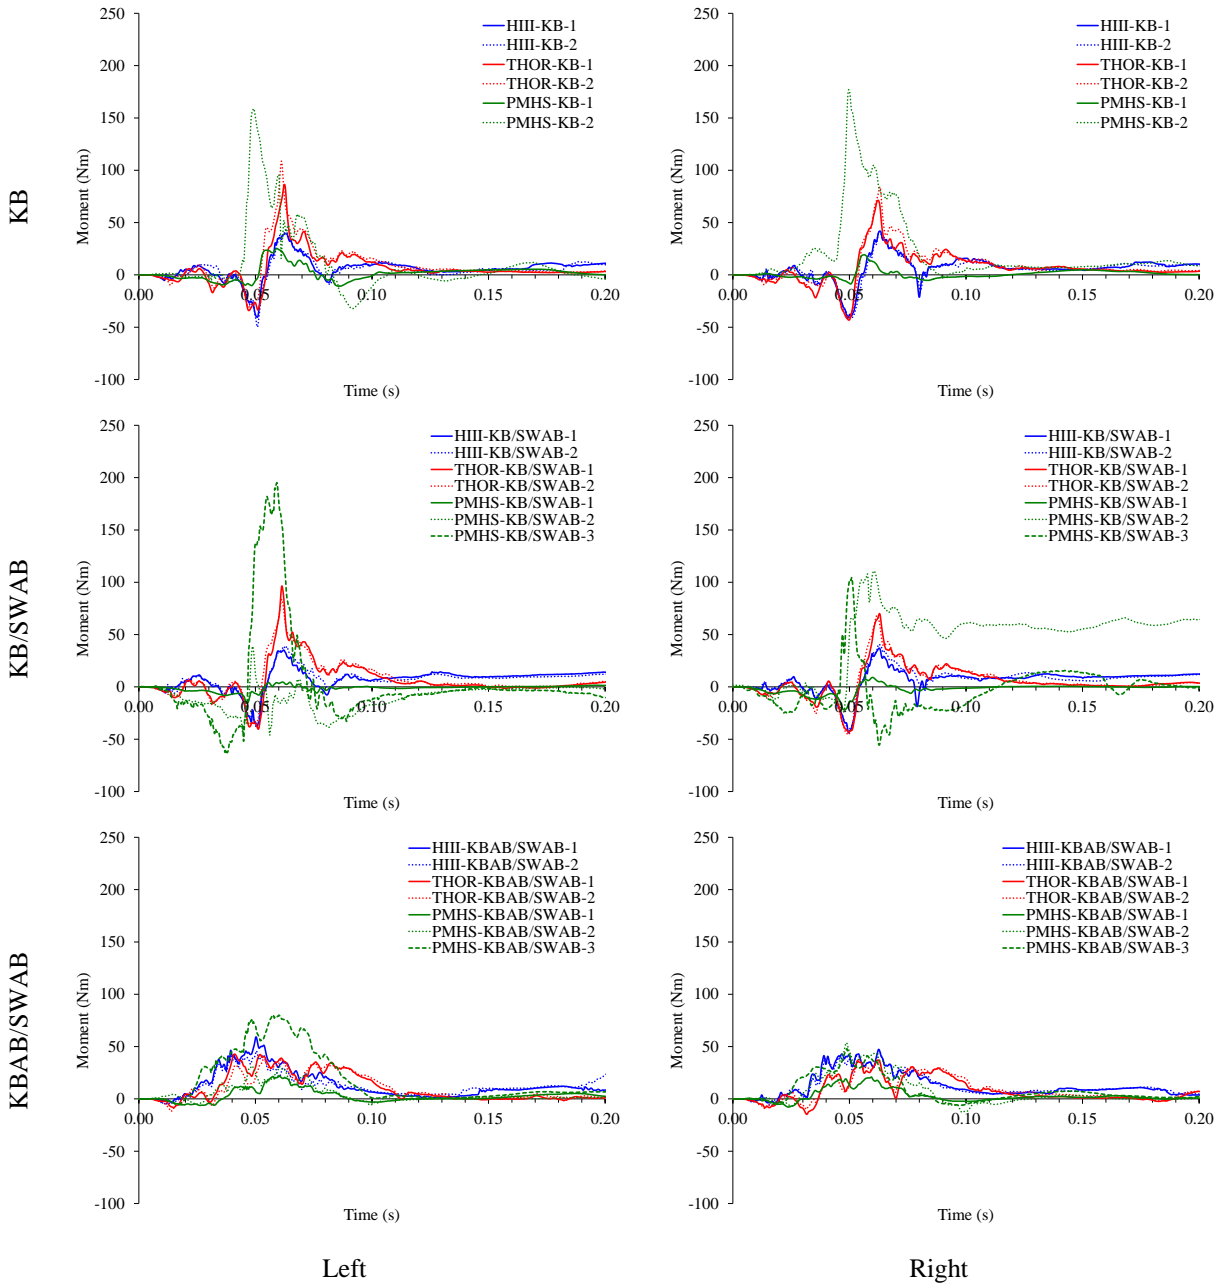 KB
250
200
150
100
50
0
-50
-100
Moment (Nm)
0.00 0.05 0.10 0.15 0.20
Time (s)
HIII-KB-1
HIII-KB-2
THOR-KB-1
THOR-KB-2
PMHS-KB-1
PMHS-KB-2
250
200
150
100
50
0
-50
-100
Moment (Nm)
0.00 0.05 0.10 0.15 0.20
Time (s)
HIII-KB-1
HIII-KB-2
THOR-KB-1
THOR-KB-2
PMHS-KB-1
PMHS-KB-2
KB/SWAB
250
200
150
100
50
0
-50
-100
Moment (Nm)
0.00 0.05 0.10 0.15 0.20
Time (s)
HIII-KB/SWAB-1
HIII-KB/SWAB-2
THOR-KB/SWAB-1
THOR-KB/SWAB-2
PMHS-KB/SWAB-1
PMHS-KB/SWAB-2
PMHS-KB/SWAB-3
250
200
150
100
50
0
-50
-100
Moment (Nm)
0.00 0.05 0.10 0.15 0.20
Time (s)
HIII-KB/SWAB-1
HIII-KB/SWAB-2
THOR-KB/SWAB-1
THOR-KB/SWAB-2
PMHS-KB/SWAB-1
PMHS-KB/SWAB-2
PMHS-KB/SWAB-3
KBAB/SWAB
250
200
150
100
50
0
-50
-100
Moment (Nm)
0.00 0.05 0.10 0.15 0.20
Time (s)
HIII-KBAB/SWAB-1
HIII-KBAB/SWAB-2
THOR-KBAB/SWAB-1
THOR-KBAB/SWAB-2
PMHS-KBAB/SWAB-1
PMHS-KBAB/SWAB-2
PMHS-KBAB/SWAB-3
250
200
150
100
50
0
-50
-100
Moment (Nm)
0.00 0.05 0.10 0.15 0.20
Time (s)
HIII-KBAB/SWAB-1
HIII-KBAB/SWAB-2
THOR-KBAB/SWAB-1
THOR-KBAB/SWAB-2
PMHS-KBAB/SWAB-1
PMHS-KBAB/SWAB-2
PMHS-KBAB/SWAB-3
Left
Right